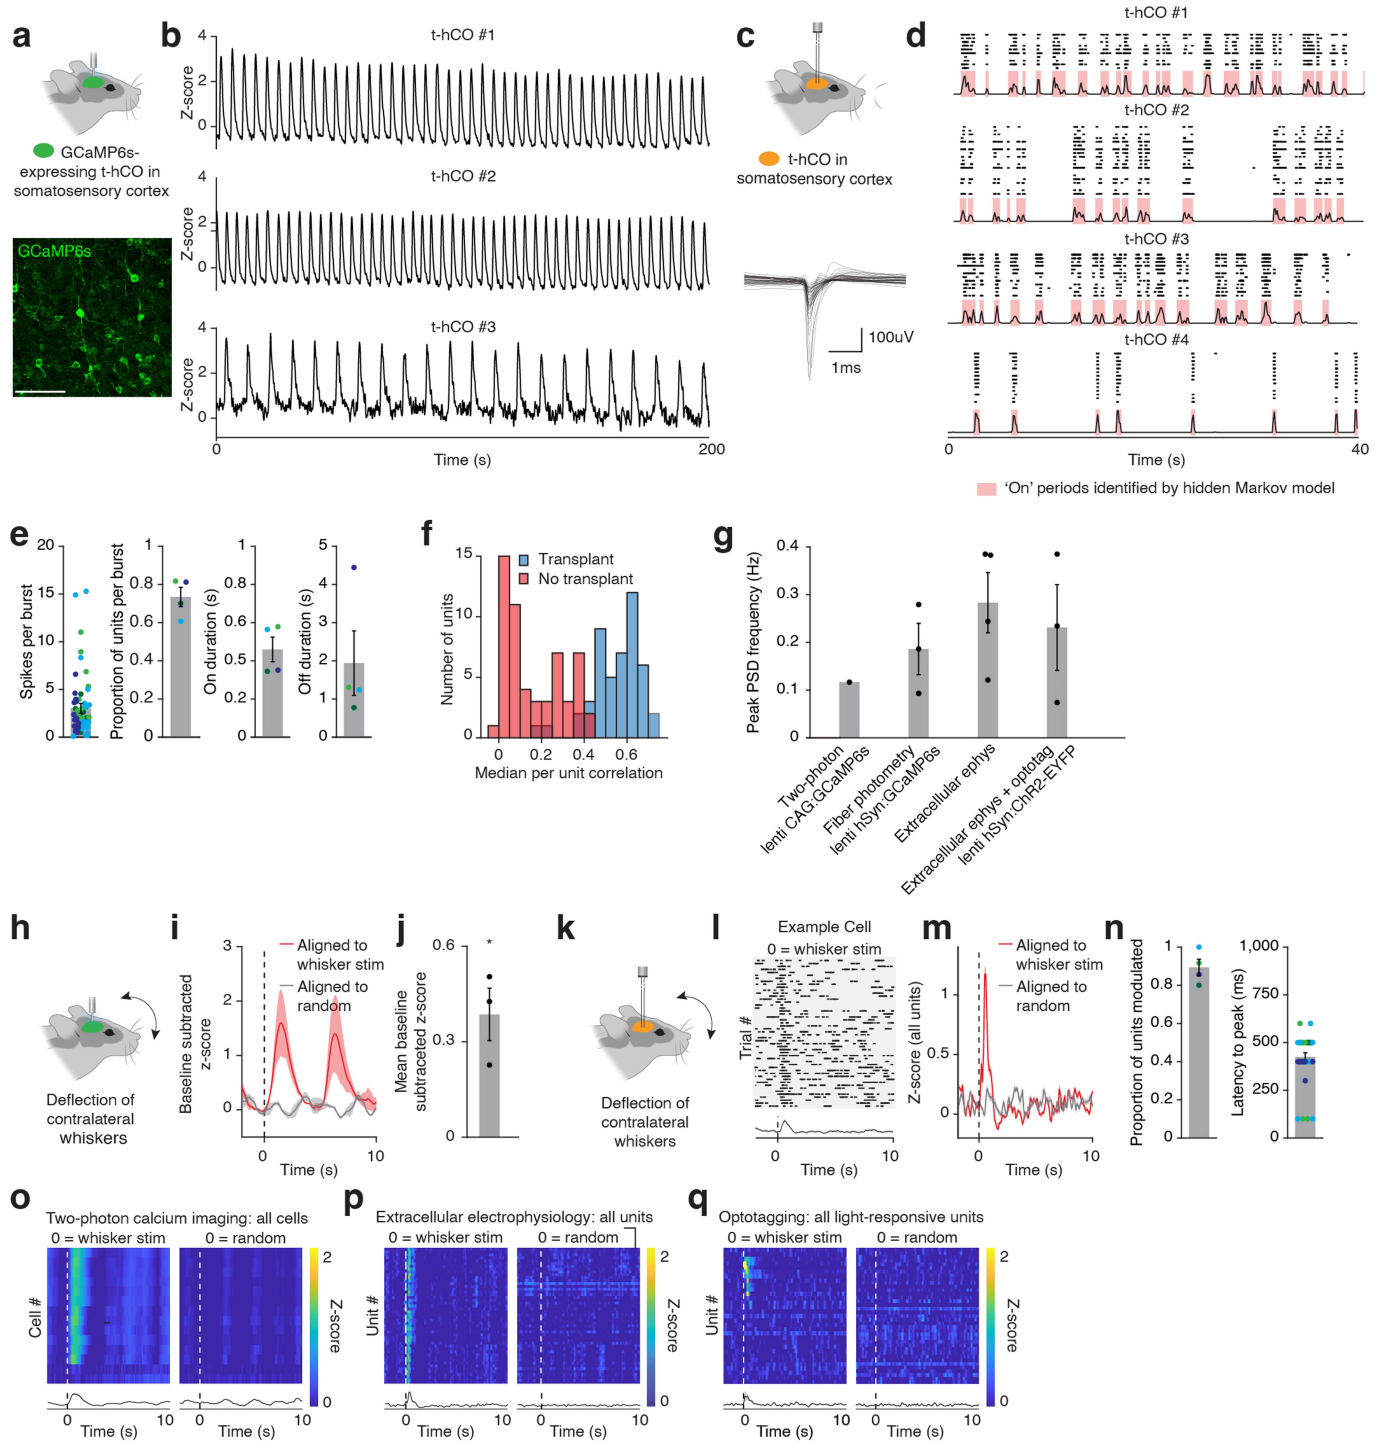 a
GCaMP6s-
expressing t-hCO in
somatosensory cortex
GCaMP6s
b
t-hCO #1
Z-score
4
2
0
t-hCO #2
Z-score
4
2
0
t-hCO #3
Z-score
4
2
0
0
200
Time (s)
c
t-hCO in
somatosensory cortex
100uV
1ms
d
t-hCO #1
t-hCO #2
t-hCO #3
t-hCO #4
0
40
Time (s)
'On' periods identified by hidden Markov model
e
Spikes per burst
20
15
10
5
0
Proportion of units per burst
1
0.8
0.6
0.4
0.2
0
On duration (s)
1
0.8
0.6
0.5
0.2
0
Off duration (s)
5
4
3
2
1
0
f
Transplant
No transplant
Number of units
15
10
5
0
0
0.2
0.4
0.6
Median per unit correlation
g
Peak PSD frequency (Hz)
0.4
0.3
0.2
0.1
0
Two-photon
lenti CAG:GCaMP6s
Fiber photometry
lenti hSyn:GCaMP6s
Extracellular ephys
Extracellular ephys + optotag
lenti hSyn:ChR2-EYFP
h
Deflection of
contralateral
whiskers
i
Aligned to
whisker stim
Aligned to
random
Baseline subtracted
z-score
3
2
1
0
0
10
Time (s)
j
Mean baseline
subtraceted z-score
0.6
0.3
0
*
k
Deflection of
contralateral
whiskers
l
Example Cell
0 = whisker stim
Trial #
0
10
Time (s)
m
Aligned to
whisker stim
Aligned to
random
Z-score (all units)
1
0.5
0
0
10
Time (s)
n
Proportion of units modulated
1
0.8
0.6
0.4
0.2
0
Latency to peak (ms)
1,000
750
500
250
0
o
Two-photon calcium imaging: all cells
0 = whisker stim
0 = random
Cell #
2
Z-score
0
0
10
0
10
Time (s)
Time (s)
p
Extracellular electrophysiology: all units
0 = whisker stim
0 = random
Unit #
2
Z-score
0
0
10
0
10
Time (s)
Time (s)
q
Optotagging: all light-responsive units
0 = whisker stim
0 = random
Unit #
2
Z-score
0
0
10
0
10
Time (s)
Time (s)